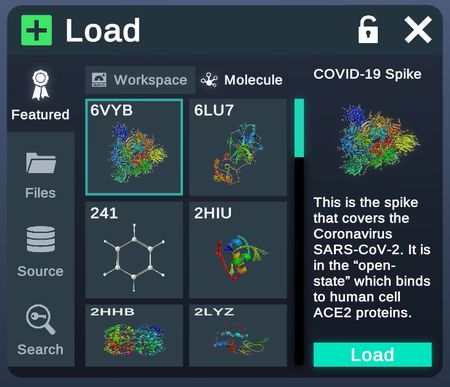 Load
Featured
Files
Source
Search
Workspace
Molecule
6VYB
6LU7
241
2HIU
2HHB
2LYZ
COVID-19 Spike
This is the spike
that covers the
Coronavirus
SARS-CoV-2. It is
in the “open-
state” which binds
to human cell
ACE2 proteins.
Load